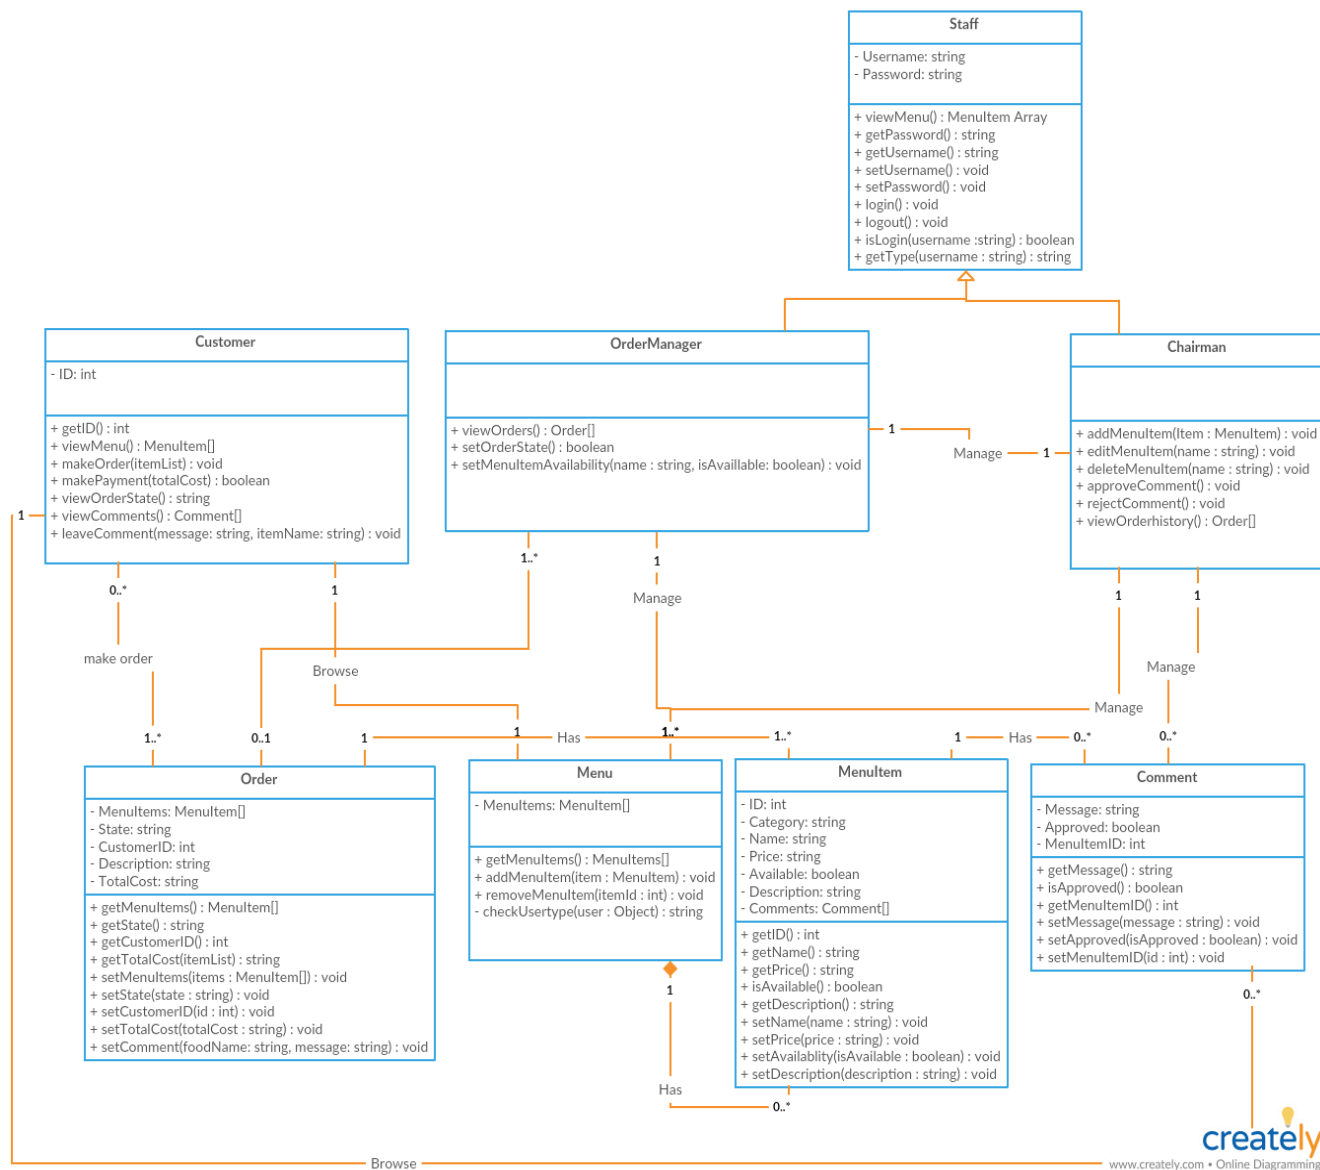 Staff
- Username: string
- Password: string
+ viewMenu() : MenuItem Array
+ getPassword() : string
+ getUsername() : string
+ setUsername() : void
+ setPassword() : void
+ login() : void
+ logout() : void
+ isLogin(username :string) : boolean
+ getType(username : string) : string
Customer
- ID: int
+ getID() : int
+ viewMenu() : MenuItem[]
+ makeOrder(itemList) : void
+ makePayment(totalCost) : boolean
+ viewOrderState() : string
+ viewComments() : Comment[]
+ leaveComment(message: string, itemName: string) : void
OrderManager
+ viewOrders() : Order[]
+ setOrderState() : boolean
+ setMenuItemAvailability(name : string, isAvaillable: boolean) : void
Chairman
+ addMenuItem(Item : MenuItem) : void
+ editMenuItem(name : string) : void
+ deleteMenuItem(name : string) : void
+ approveComment() : void
+ rejectComment() : void
+ viewOrderhistory() : Order[]
1
Manage
1
1
0..*
1
1..*
1
1
1
make order
Browse
Manage
Manage
Manage
1..*
0..1
1
1
Has
1..*
1..*
1
Has
0..*
0..*
Order
- MenuItems: MenuItem[]
- State: string
- CustomerID: int
- Description: string
- TotalCost: string
+ getMenuItems() : MenuItem[]
+ getState() : string
+ getCustomerID() : int
+ getTotalCost(itemList) : string
+ setMenuItems(items : MenuItem[]) : void
+ setState(state : string) : void
+ setCustomerID(id : int) : void
+ setTotalCost(totalCost : string) : void
+ setComment(foodName: string, message: string) : void
Menu
- MenuItems: MenuItem[]
+ getMenuItems() : MenuItems[]
+ addMenuItem(item : MenuItem) : void
+ removeMenuItem(itemId : int) : void
- checkUsertype(user : Object) : string
MenuItem
- ID: int
- Category: string
- Name: string
- Price: string
- Available: boolean
- Description: string
- Comments: Comment[]
+ getID() : int
+ getName() : string
+ getPrice() : string
+ isAvailable() : boolean
+ getDescription() : string
+ setName(name : string) : void
+ setPrice(price : string) : void
+ setAvailablity(isAvailable : boolean) : void
+ setDescription(description : string) : void
Comment
- Message: string
- Approved: boolean
- MenuItemID: int
+ getMessage() : string
+ isApproved() : boolean
+ getMenuItemID() : int
+ setMessage(message : string) : void
+ setApproved(isApproved : boolean) : void
+ setMenuItemID(id : int) : void
1
0..*
Has
0..*
Browse
creately
www.creately.com • Online Diagramming